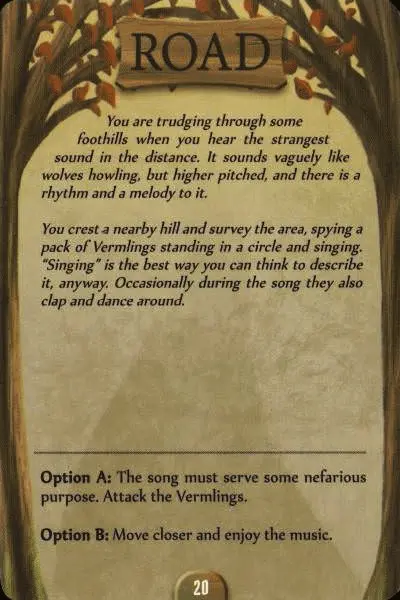 ROAD
You are trudging through some
foothills when you hear the strangest
sound in the distance. It sounds vaguely like
wolves howling, but higher pitched, and there is a
rhythm and a melody to it.
You crest a nearby hill and survey the area, spying a
pack of Vermlings standing in a circle and singing.
"Singing" is the best way you can think to describe
it, anyway. Occasionally during the song they also
clap and dance around.
Option A: The song must serve some nefarious
purpose. Attack the Vermlings.
Option B: Move closer and enjoy the music.
20